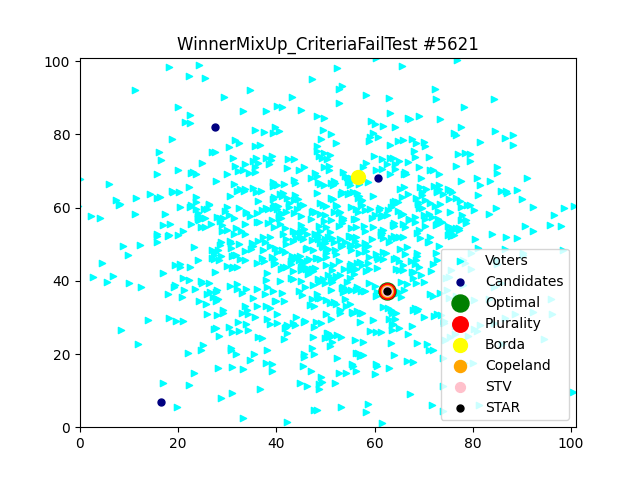 WinnerMixUp_CriteriaFailTest #5621
100
80
60
40
20
0
0
20
40
60
80
100
Voters
Candidates
Optimal
Plurality
Borda
Copeland
STV
STAR